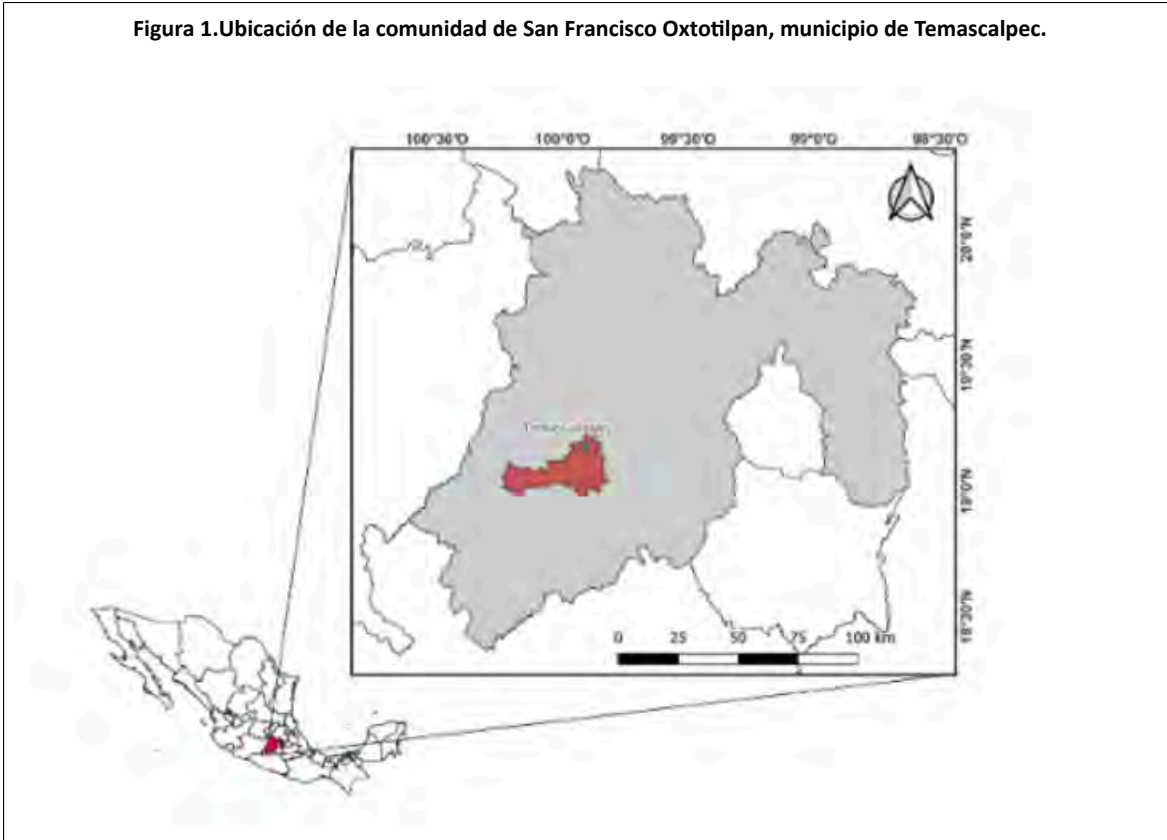 Figura 1.Ubicación de la comunidad de San Francisco Oxtotilpan, municipio de Temascalpec.
100°30'O 100°0'O 99°30'O 99°0'O 98°30'O
20°0'N
19°30'N
19°0'N
18°30'N
0 25 50 75 100 km